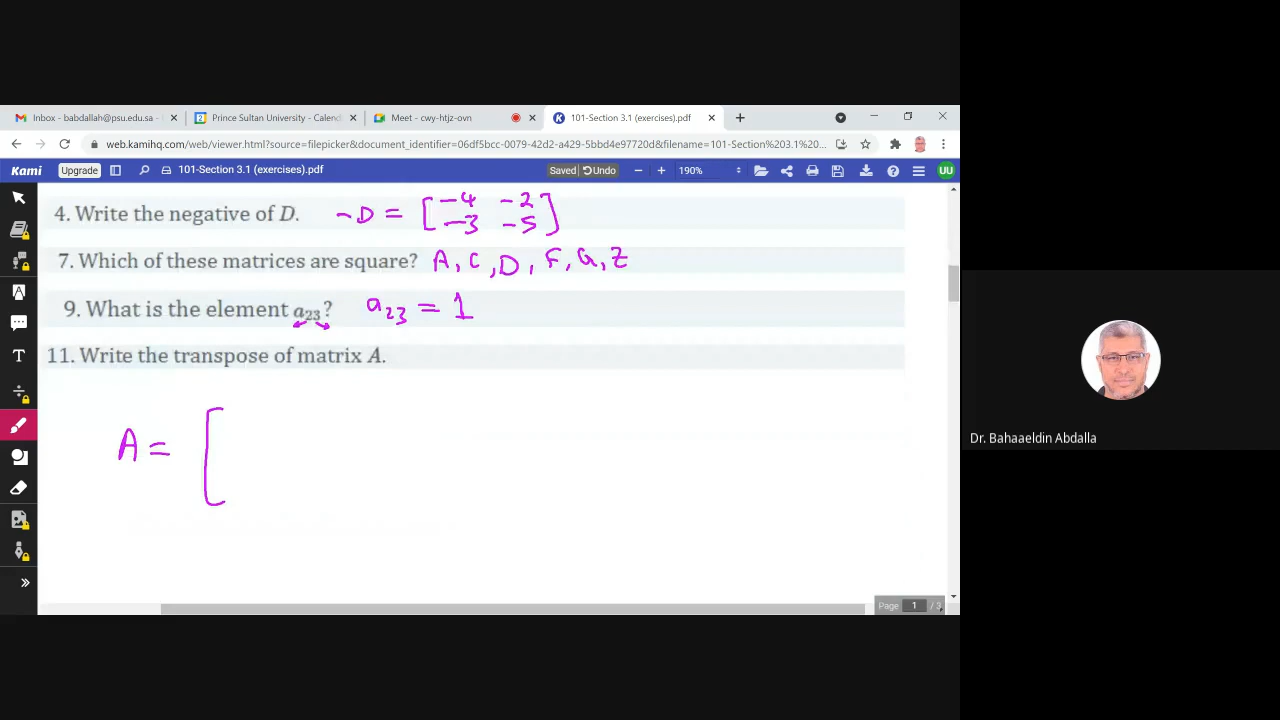 Inbox - babdallah@psu.edu.sa -
Prince Sultan University - Calend
Meet - cwy-htjz-ovn
101-Section 3.1 (exercises).pdf
web.kamihq.com/web/viewer.html?source=filepicker&document_identifier=06df5bcc-0079-42d2-a429-5bbd4e97720d&filename=101-Section%203.1%20...
Kami
Upgrade
101-Section 3.1 (exercises).pdf
Saved Undo
190%
UU
4. Write the negative of D. -D = [-4 -2
-3 -5]
7. Which of these matrices are square? A, C, D, F, G, Z
9. What is the element a₂₃? a₂₃ = 1
11. Write the transpose of matrix A.
A = [
Dr. Bahaaeldin Abdalla
Page 1 / 3